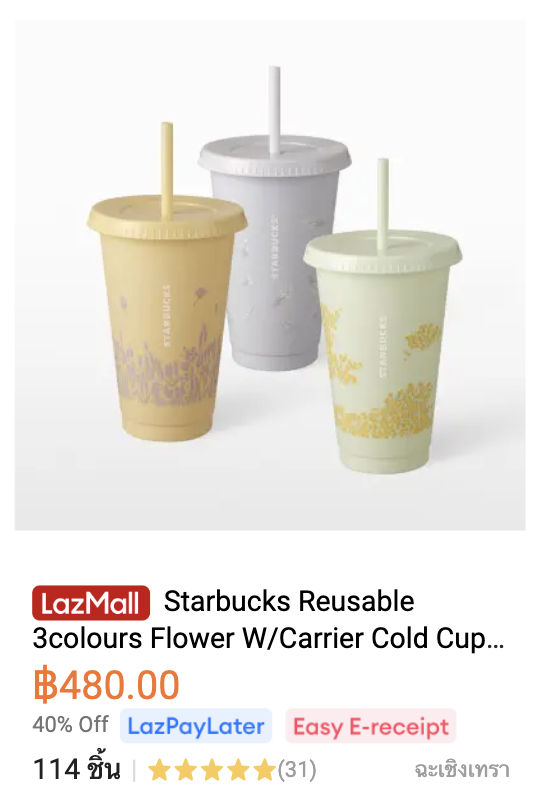 STARBUCKS
STARBUCKS
STARBUCKS
LazMall Starbucks Reusable
3colours Flower W/Carrier Cold Cup...
฿480.00
40% Off LazPayLater Easy E-receipt
114 ชิ้น (31) ฉะเชิงเทรา